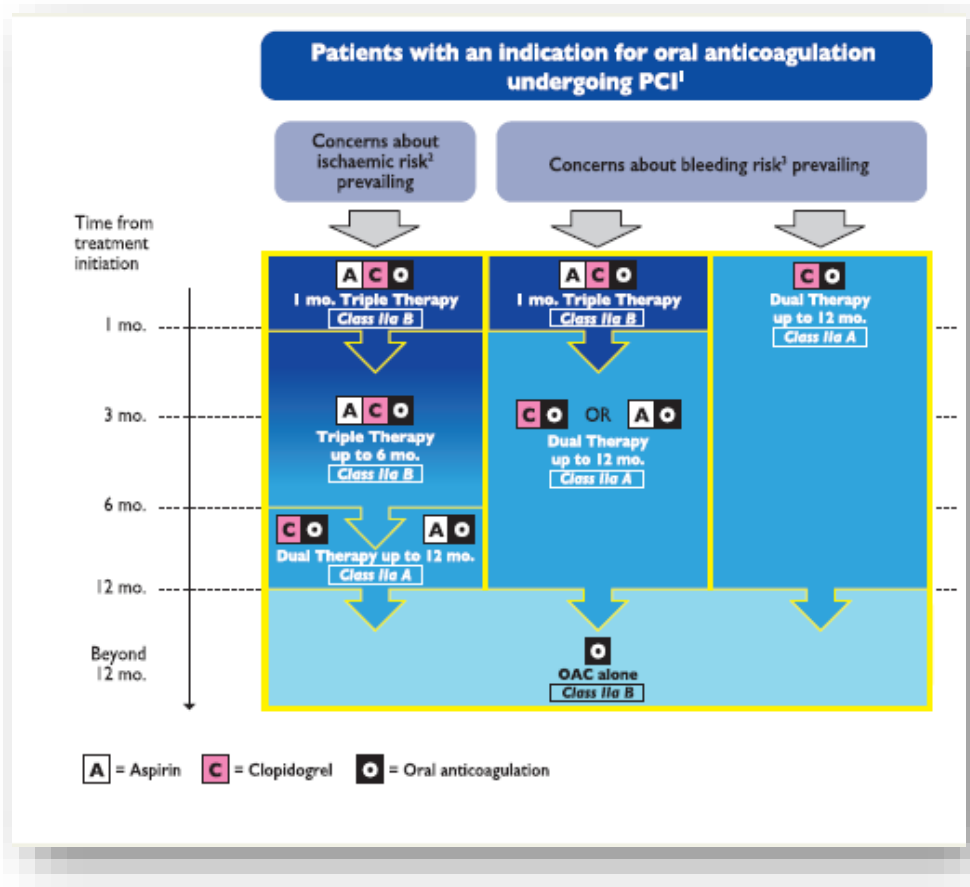 Patients with an indication for oral anticoagulation
undergoing PCI¹
Concerns about
ischaemic risk²
prevailing
Concerns about bleeding risk³ prevailing
Time from
treatment
initiation
A C O
1 mo. Triple Therapy
Class IIa B
A C O
1 mo. Triple Therapy
Class IIa B
C O
Dual Therapy
up to 12 mo.
Class IIa A
1 mo.
3 mo.
A C O
Triple Therapy
up to 6 mo.
Class IIa B
C O OR A O
Dual Therapy
up to 12 mo.
Class IIa A
6 mo.
C O A O
Dual Therapy up to 12 mo.
Class IIa A
12 mo.
Beyond
12 mo.
O
OAC alone
Class IIa B
A = Aspirin C = Clopidogrel O = Oral anticoagulation